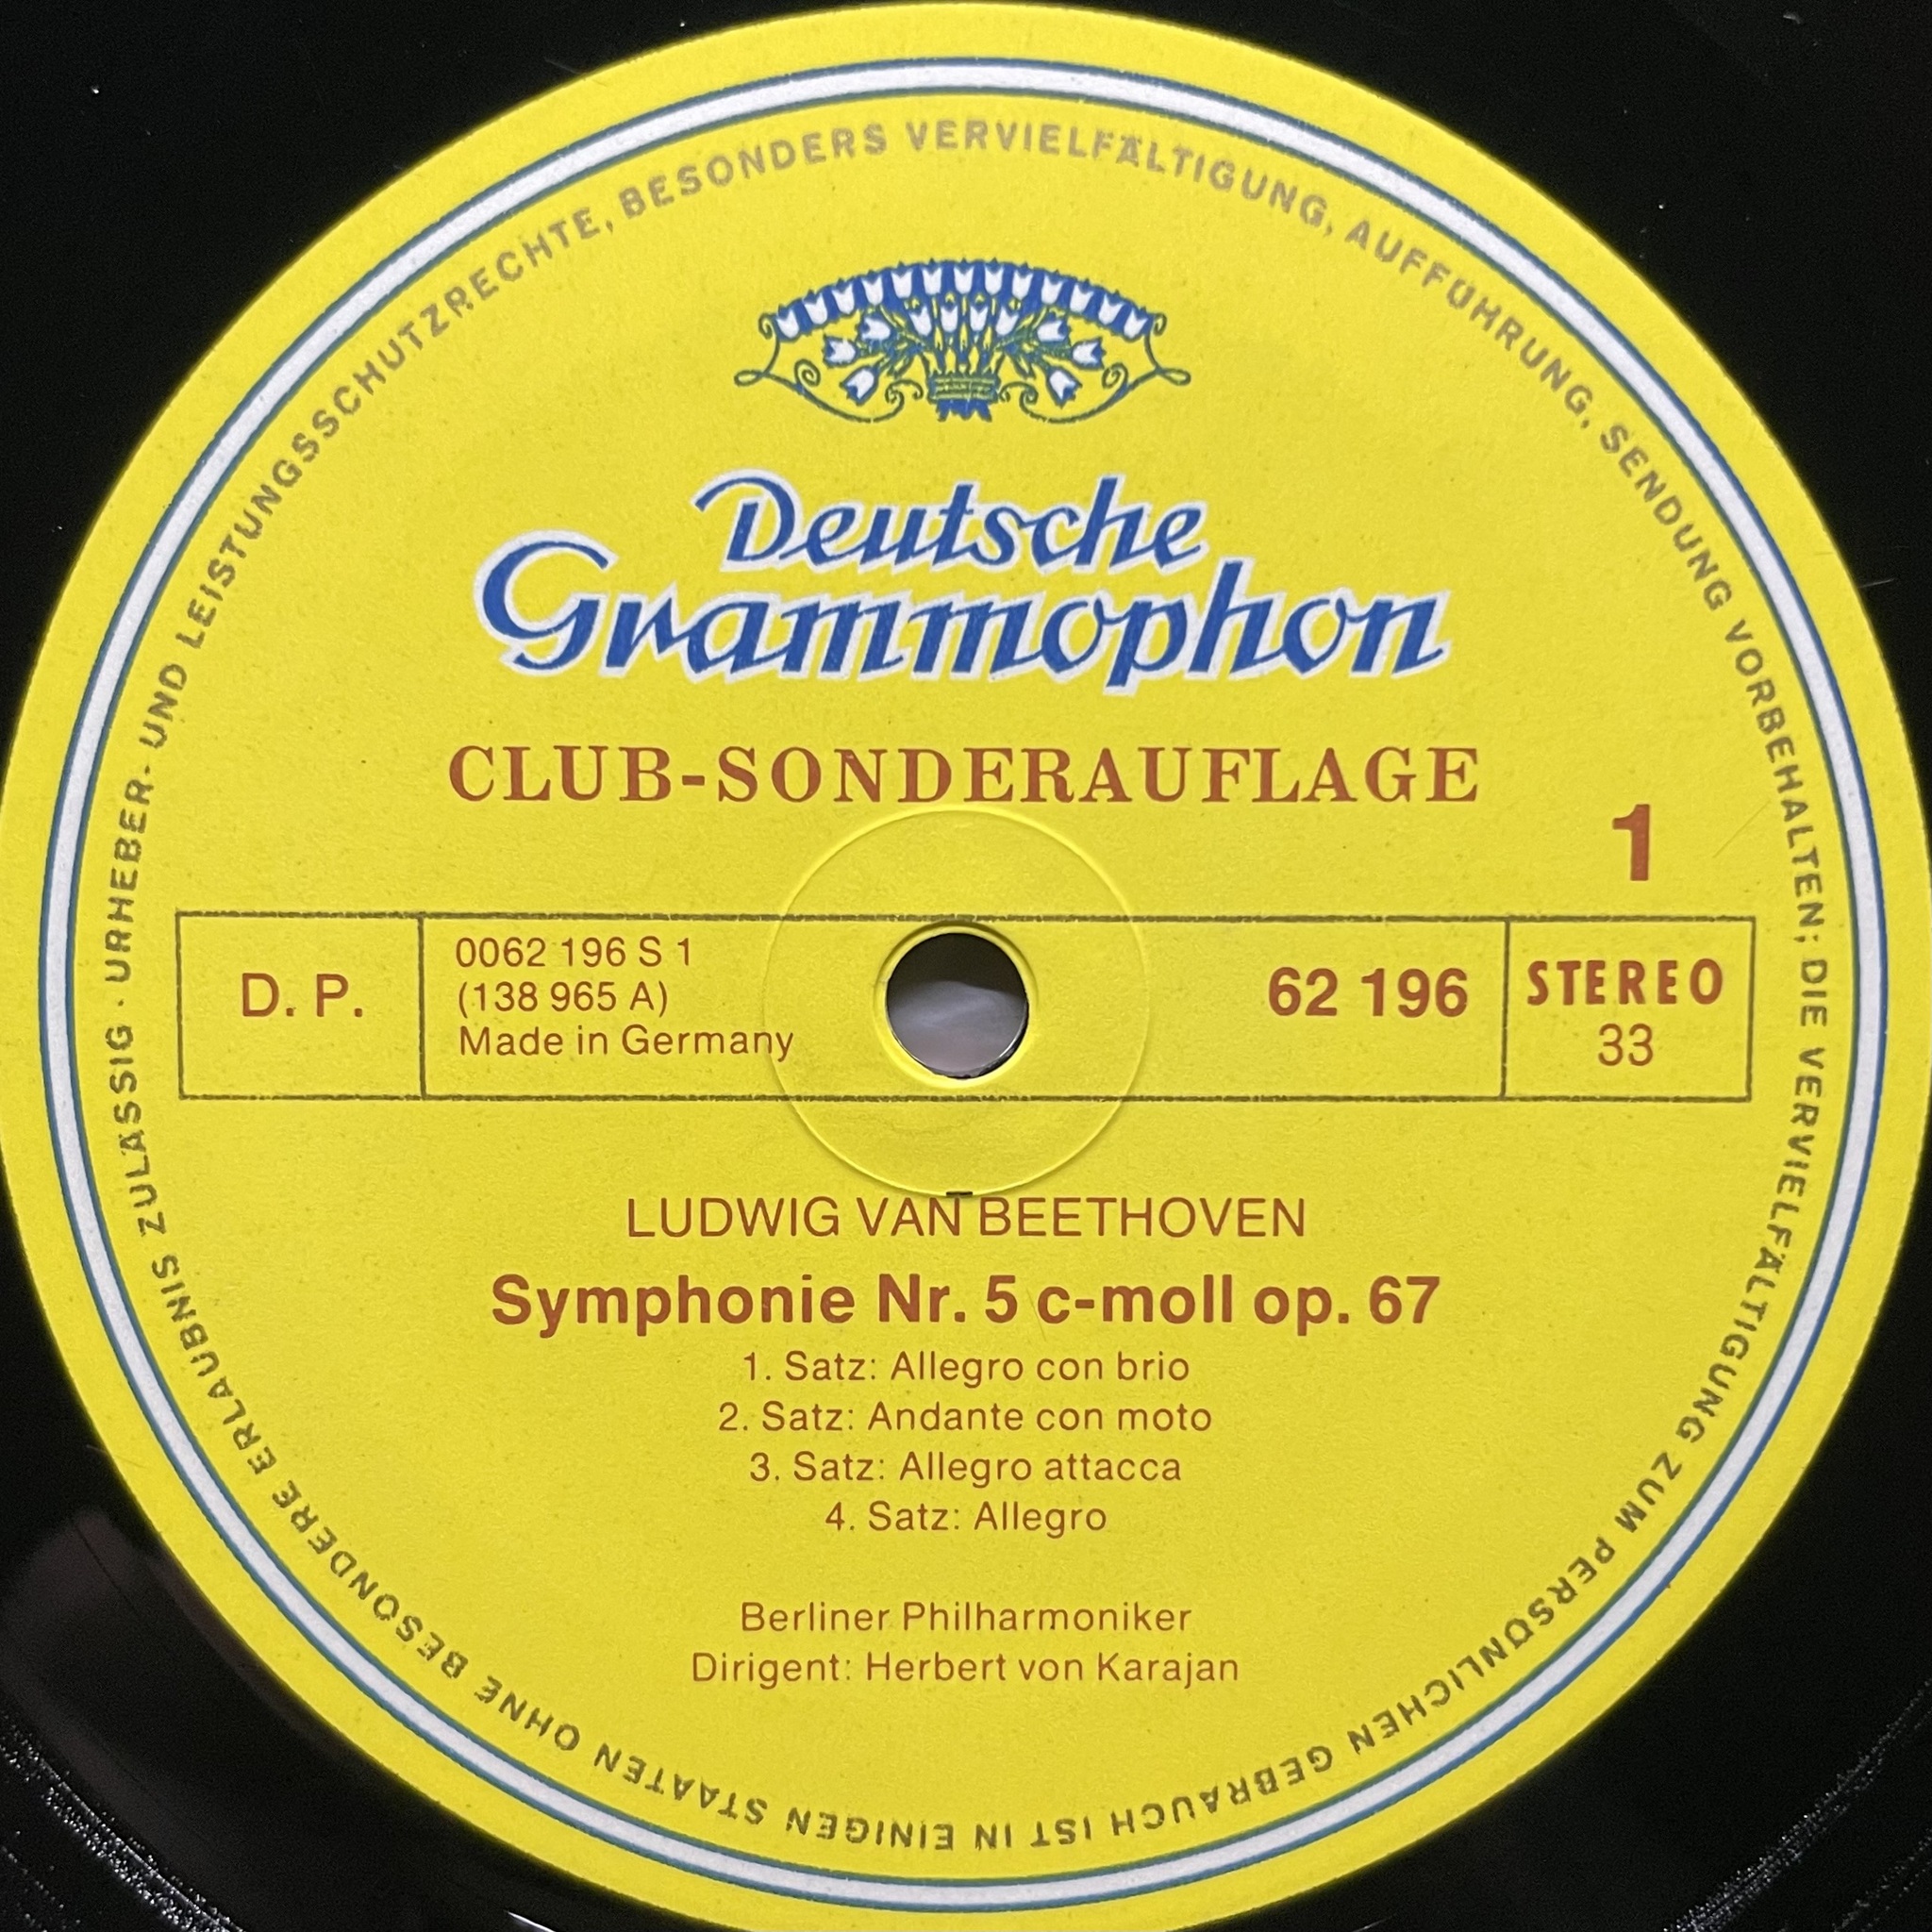 URHEBER- UND LEISTUNGSSCHUTZRECHTE, BESONDERS VERVIELFÄLTIGUNG, AUFFÜHRUNG, SENDUNG VORBEHALTEN; DIE VERVIELFÄLTIGUNG ZUM PERSÖNLICHEN GEBRAUCH IST IN EINIGEN STAATEN OHNE BESONDERE ERLAUBNIS ZULÄSSIG ·
Deutsche
Grammophon
CLUB-SONDERAUFLAGE
1
D. P.
0062 196 S 1
(138 965 A)
Made in Germany
62 196
STEREO
33
LUDWIG VAN BEETHOVEN
Symphonie Nr. 5 c-moll op. 67
1. Satz: Allegro con brio
2. Satz: Andante con moto
3. Satz: Allegro attacca
4. Satz: Allegro
Berliner Philharmoniker
Dirigent: Herbert von Karajan